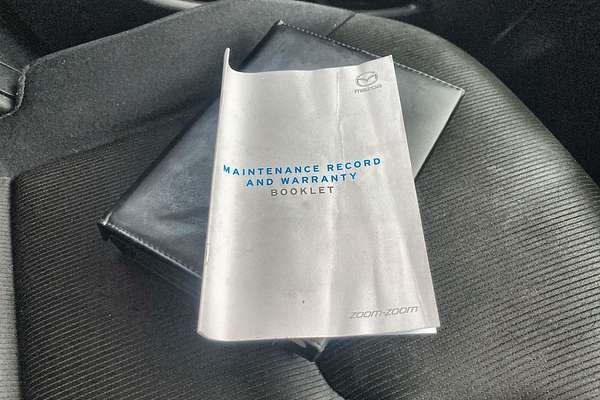 mazda
MAINTENANCE RECORD
AND WARRANTY
BOOKLET
ZOOM-ZOOM